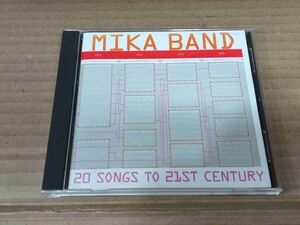 MIKA BAND
20 SONGS TO 21ST CENTURY